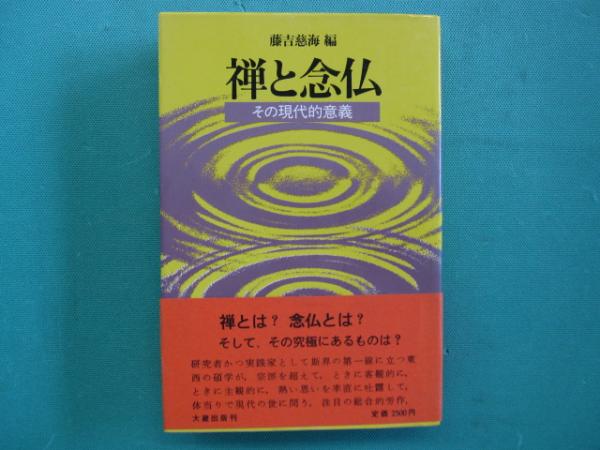 藤吉慈海 編
禅と念仏
その現代的意義
禅とは? 念仏とは?
そして、その究極にあるものは?
研究者かつ実践家として斯界の第一線に立つ東
西の碩学が，宗派を超えて，ときに客観的に，
ときに主観的に，熱い思いを率直に吐露して，
体当りで現代の世に問う，注目の総合的労作，
大蔵出版刊
定価 2500円